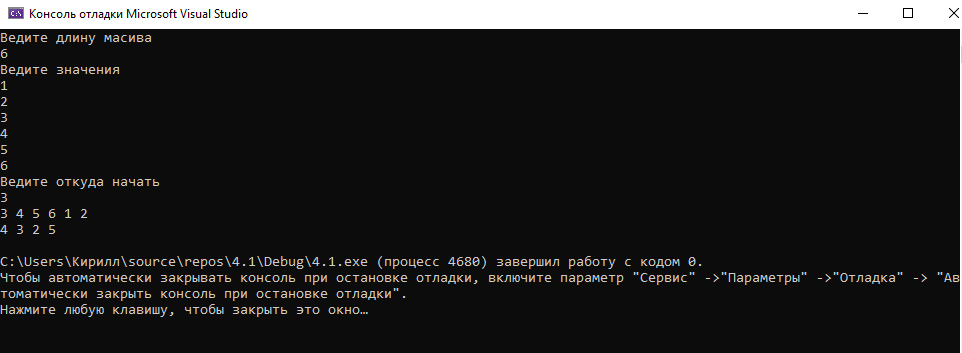 Консоль отладки Microsoft Visual Studio
Ведите длину масива
6
Ведите значения
1
2
3
4
5
6
Ведите откуда начать
3
3 4 5 6 1 2
4 3 2 5
C:\Users\Кирилл\source\repos\4.1\Debug\4.1.exe (процесс 4680) завершил работу с кодом 0.
Чтобы автоматически закрывать консоль при остановке отладки, включите параметр "Сервис" ->"Параметры" ->"Отладка" -> "Ав
томатически закрыть консоль при остановке отладки".
Нажмите любую клавишу, чтобы закрыть это окно…